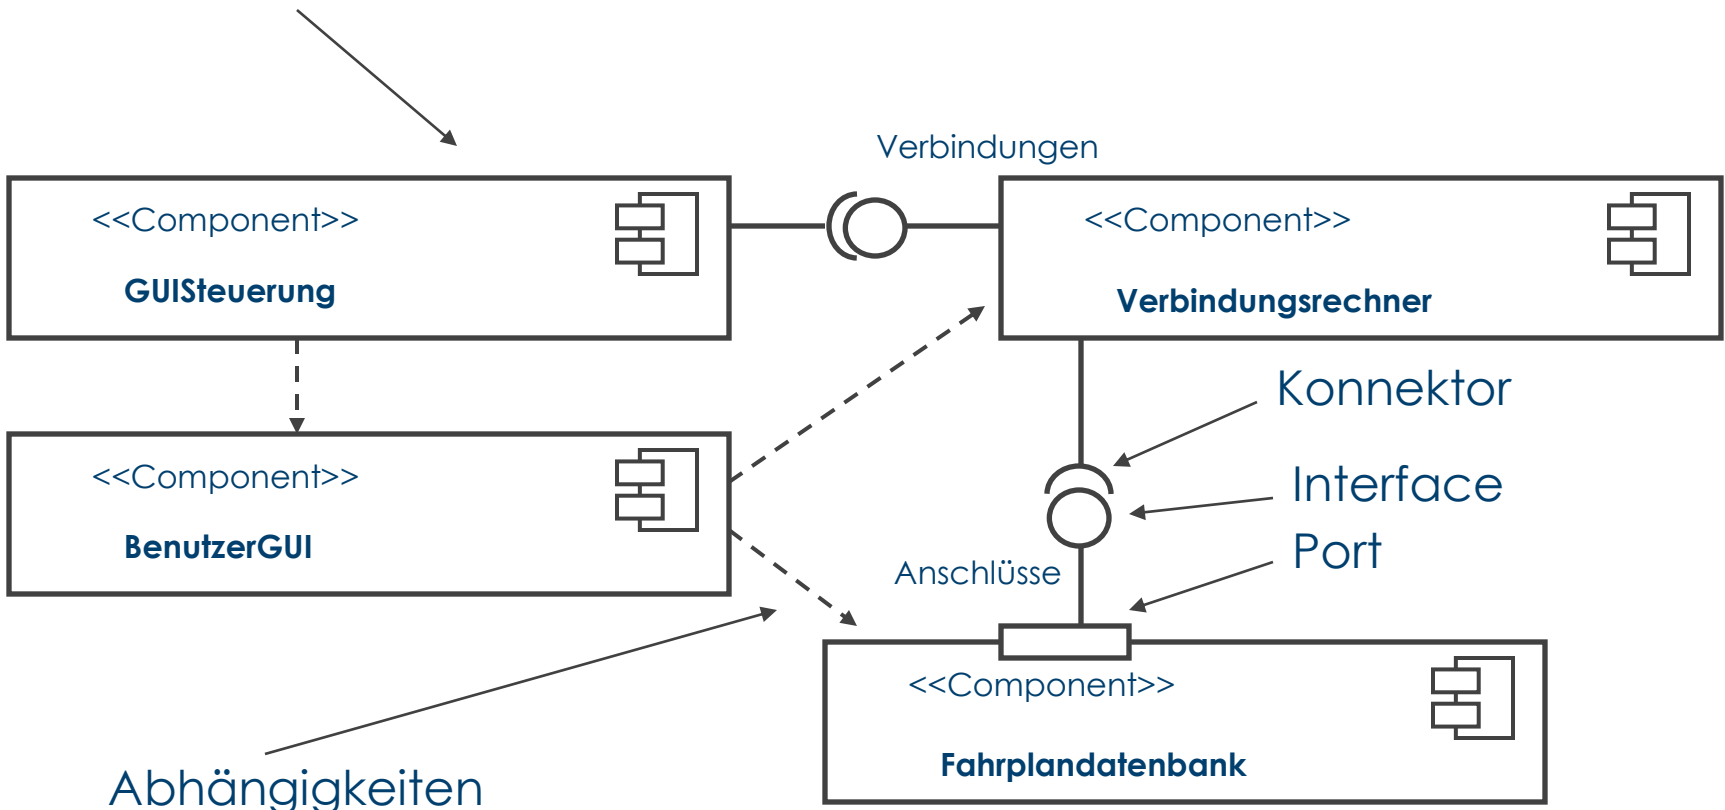 Verbindungen
<<Component>>
GUISteuerung
<<Component>>
Verbindungsrechner
Konnektor
<<Component>>
BenutzerGUI
Interface
Port
Anschlüsse
<<Component>>
Fahrplandatenbank
Abhängigkeiten